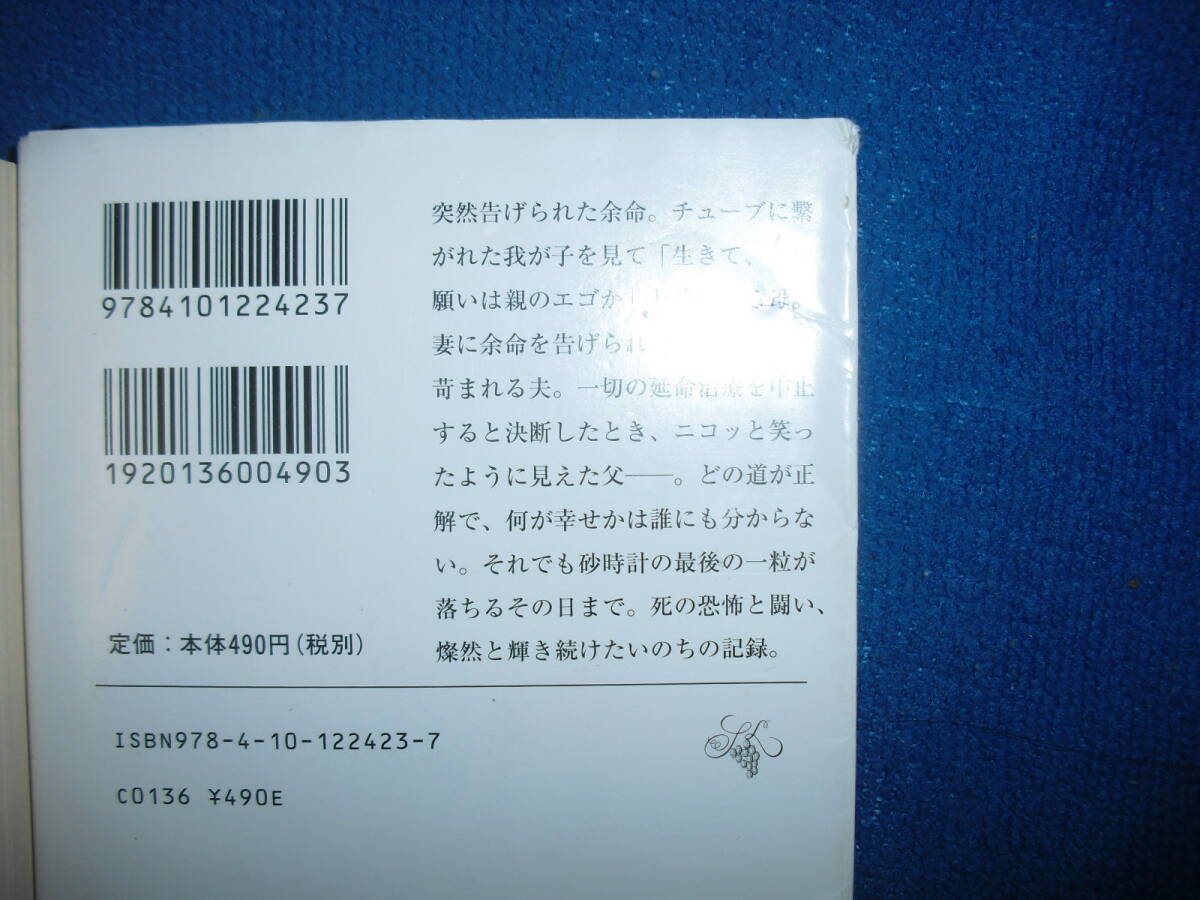 9784101224237
1920136004903
定価：本体490円（税別）
突然告げられた余命。チューブに繋
がれた我が子を見て「生きて、
願いは親のエゴか
妻に余命を告げられ
苛まれる夫。一切の延命治療を中止
すると決断したとき、ニコッと笑っ
たように見えた父――。どの道が正
解で、何が幸せかは誰にも分からな
い。それでも砂時計の最後の一粒が
落ちるその日まで。死の恐怖と闘い、
燦然と輝き続けたいのちの記録。
ISBN978-4-10-122423-7
C0136 ¥490E